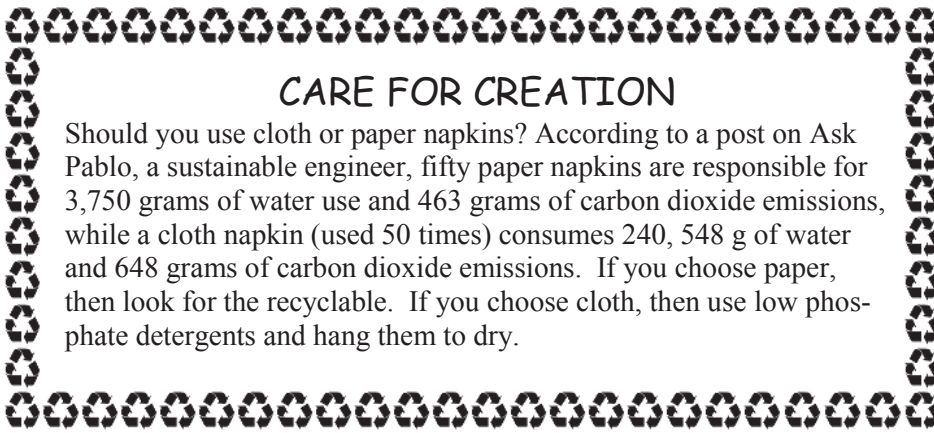 CARE FOR CREATION
Should you use cloth or paper napkins? According to a post on Ask
Pablo, a sustainable engineer, fifty paper napkins are responsible for
3,750 grams of water use and 463 grams of carbon dioxide emissions,
while a cloth napkin (used 50 times) consumes 240, 548 g of water
and 648 grams of carbon dioxide emissions.  If you choose paper,
then look for the recyclable.  If you choose cloth, then use low phos-
phate detergents and hang them to dry.